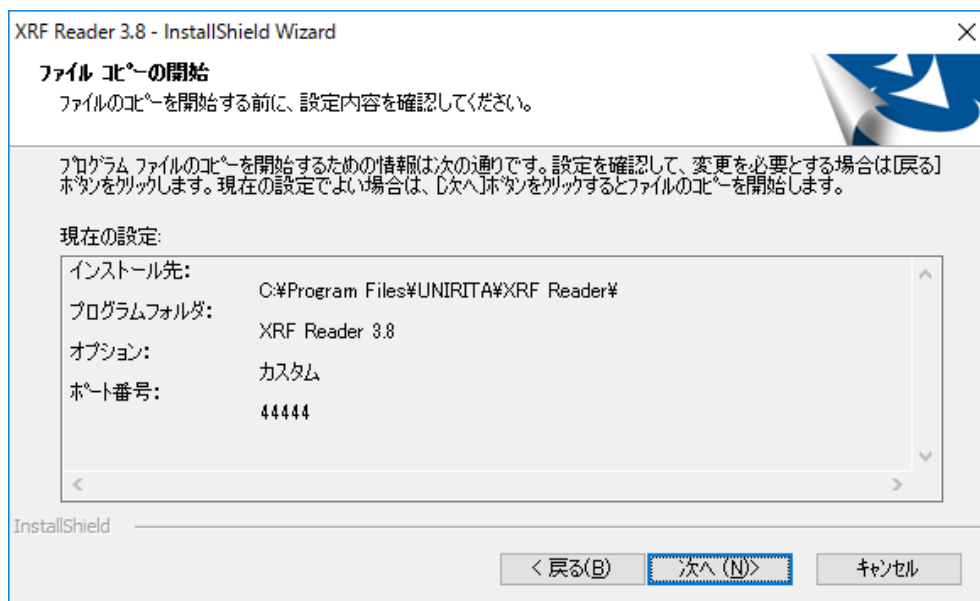 XRF Reader 3.8 - InstallShield Wizard
ファイル コピーの開始
ファイルのコピーを開始する前に、設定内容を確認してください。
プログラム ファイルのコピーを開始するための情報は次の通りです。設定を確認して、変更を必要とする場合は[戻る]
ボタンをクリックします。現在の設定でよい場合は、[次へ]ボタンをクリックするとファイルのコピーを開始します。
現在の設定:
インストール先:
C:¥Program Files¥UNIRITA¥XRF Reader¥
プログラムフォルダ:
XRF Reader 3.8
オプション:
カスタム
ポート番号:
44444
InstallShield
< 戻る(B)
次へ (N)>
キャンセル